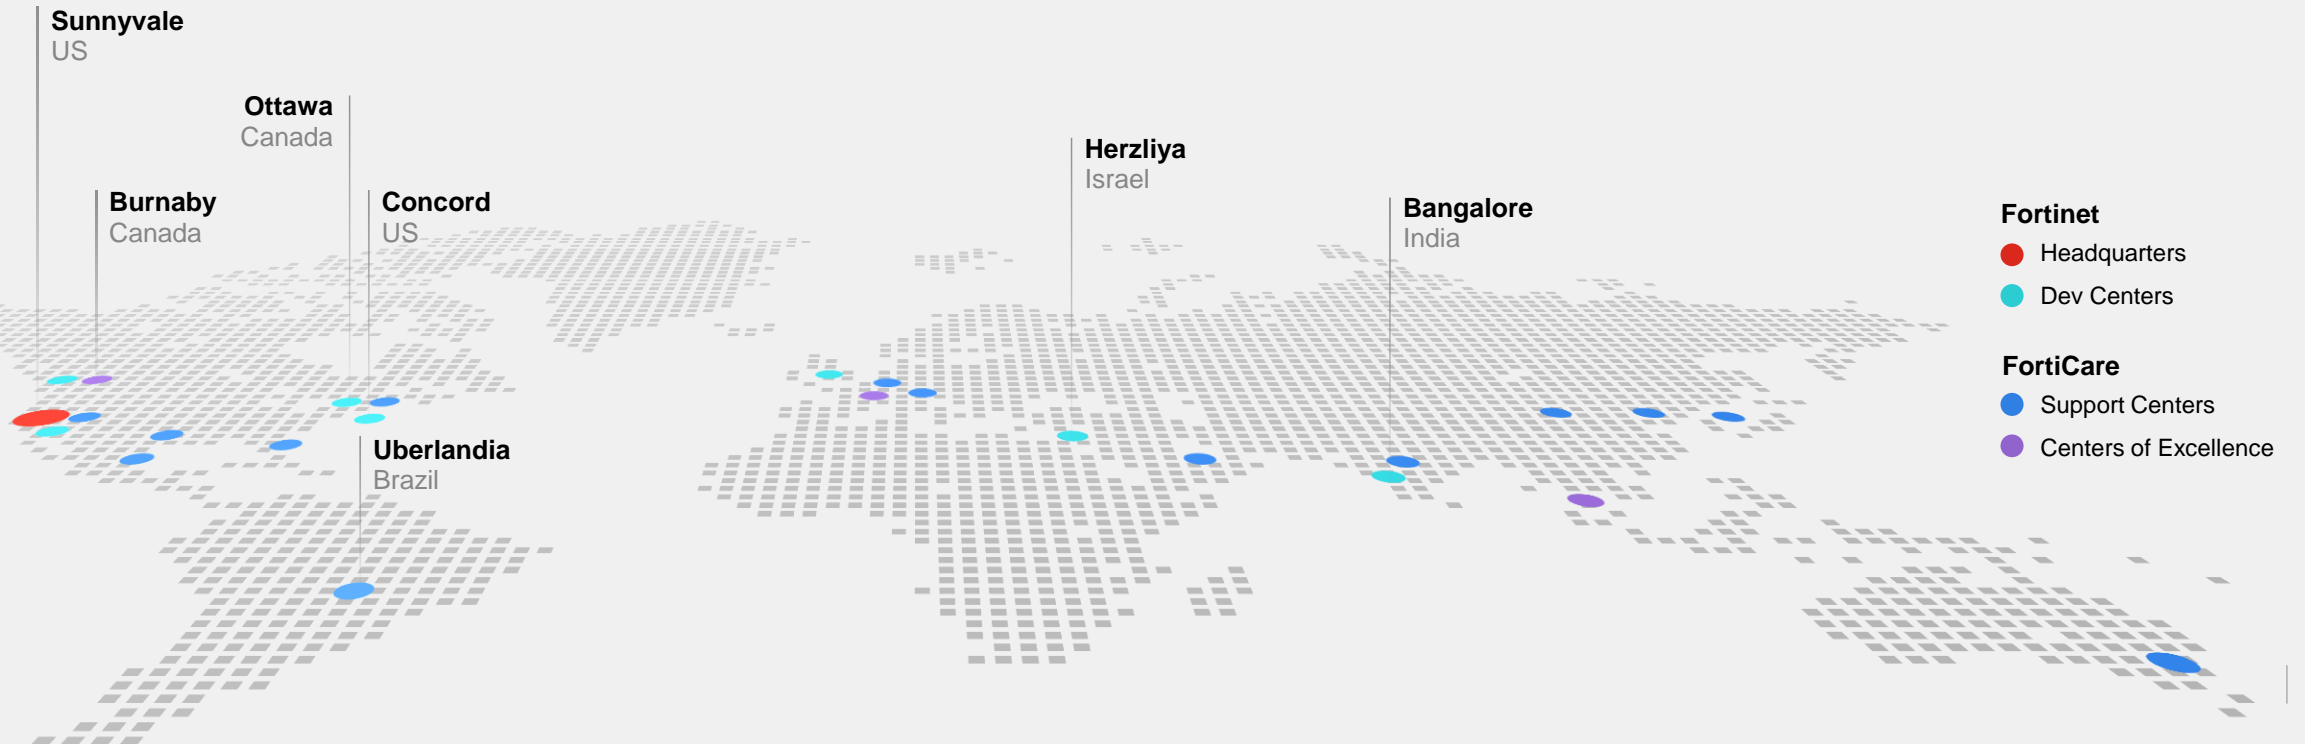 Sunnyvale
US
Ottawa
Canada
Burnaby
Canada
Concord
US
Herzliya
Israel
Bangalore
India
Uberlandia
Brazil
Fortinet
Headquarters
Dev Centers
FortiCare
Support Centers
Centers of Excellence